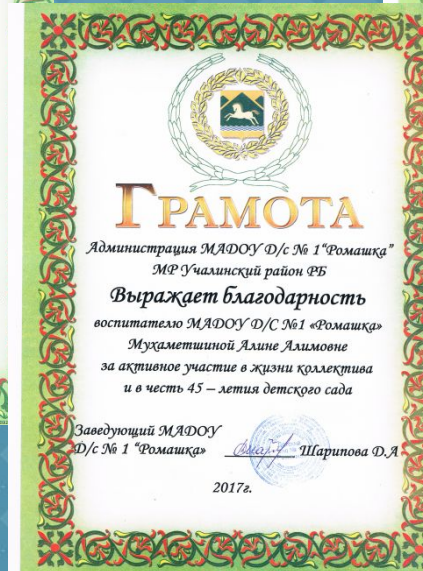 ГРАМОТА
Администрация МАДОУ Д/с № 1 "Ромашка"
МР Учалинский район РБ
Выражает благодарность
воспитателю МАДОУ Д/С №1 «Ромашка»
Мухаметшиной Алине Алимовне
за активное участие в жизни коллектива
и в честь 45 – летия детского сада
Заведующий МАДОУ
Д/с № 1 "Ромашка" Шарипова Д.А
2017г.